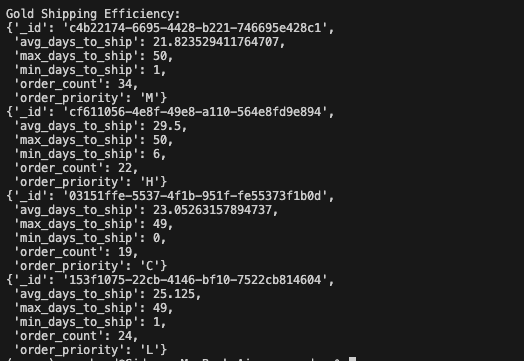 Gold Shipping Efficiency:
{'_id': 'c4b22174-6695-4428-b221-746695e428c1',
 'avg_days_to_ship': 21.823529411764707,
 'max_days_to_ship': 50,
 'min_days_to_ship': 1,
 'order_count': 34,
 'order_priority': 'M'}
{'_id': 'cf611056-4e8f-49e8-a110-564e8fd9e894',
 'avg_days_to_ship': 29.5,
 'max_days_to_ship': 50,
 'min_days_to_ship': 6,
 'order_count': 22,
 'order_priority': 'H'}
{'_id': '03151ffe-5537-4f1b-951f-fe55373f1b0d',
 'avg_days_to_ship': 23.05263157894737,
 'max_days_to_ship': 49,
 'min_days_to_ship': 0,
 'order_count': 19,
 'order_priority': 'C'}
{'_id': '153f1075-22cb-4146-bf10-7522cb814604',
 'avg_days_to_ship': 25.125,
 'max_days_to_ship': 49,
 'min_days_to_ship': 1,
 'order_count': 24,
 'order_priority': 'L'}